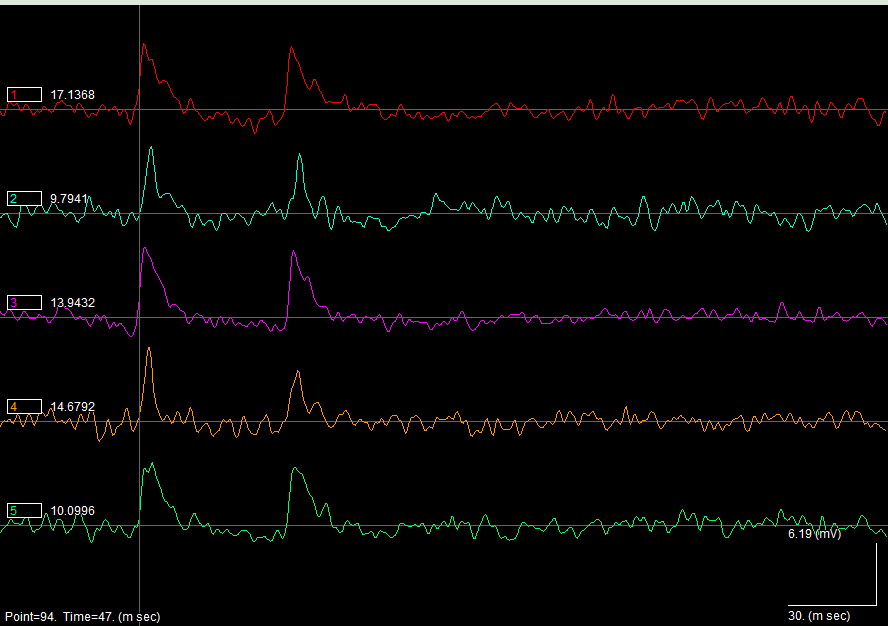 1 17.1368
2 9.7941
3 13.9432
4 14.6792
5 10.0996
6.19 (mV)
30. (m sec)
Point=94. Time=47. (m sec)